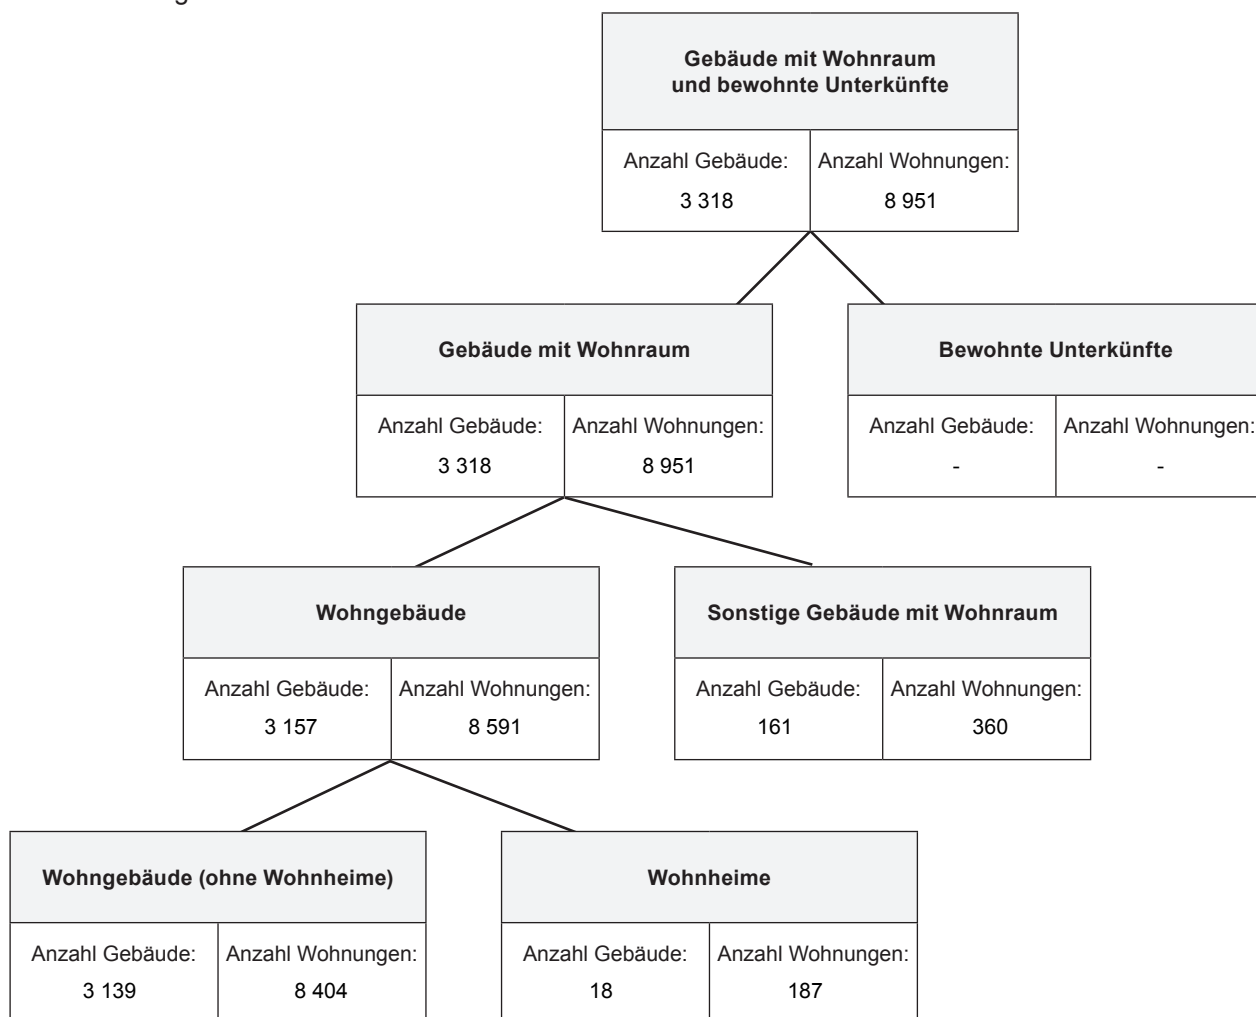 Gebäude mit Wohnraum
und bewohnte Unterkünfte
Anzahl Gebäude: Anzahl Wohnungen:
3 318 8 951
Gebäude mit Wohnraum
Anzahl Gebäude: Anzahl Wohnungen:
3 318 8 951
Bewohnte Unterkünfte
Anzahl Gebäude: Anzahl Wohnungen:
- -
Wohngebäude
Anzahl Gebäude: Anzahl Wohnungen:
3 157 8 591
Sonstige Gebäude mit Wohnraum
Anzahl Gebäude: Anzahl Wohnungen:
161 360
Wohngebäude (ohne Wohnheime)
Anzahl Gebäude: Anzahl Wohnungen:
3 139 8 404
Wohnheime
Anzahl Gebäude: Anzahl Wohnungen:
18 187